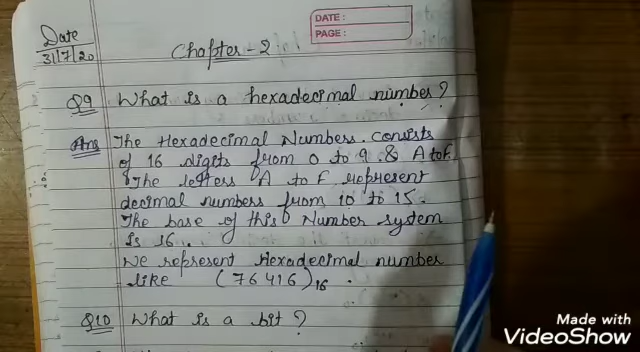 Date
31/7/20
Chapter - 2
DATE :
PAGE :
Q9 What is a hexadecimal number?
Ans The Hexadecimal Numbers. Consists
of 16 digits from 0 to 9 & A to F.
The letters A to F represent
decimal numbers from 10 to 15.
The base of this Number system
is 16.
We represent Hexadecimal number
like (76416)16.
Q10 What is a bit?
Made with
VideoShow